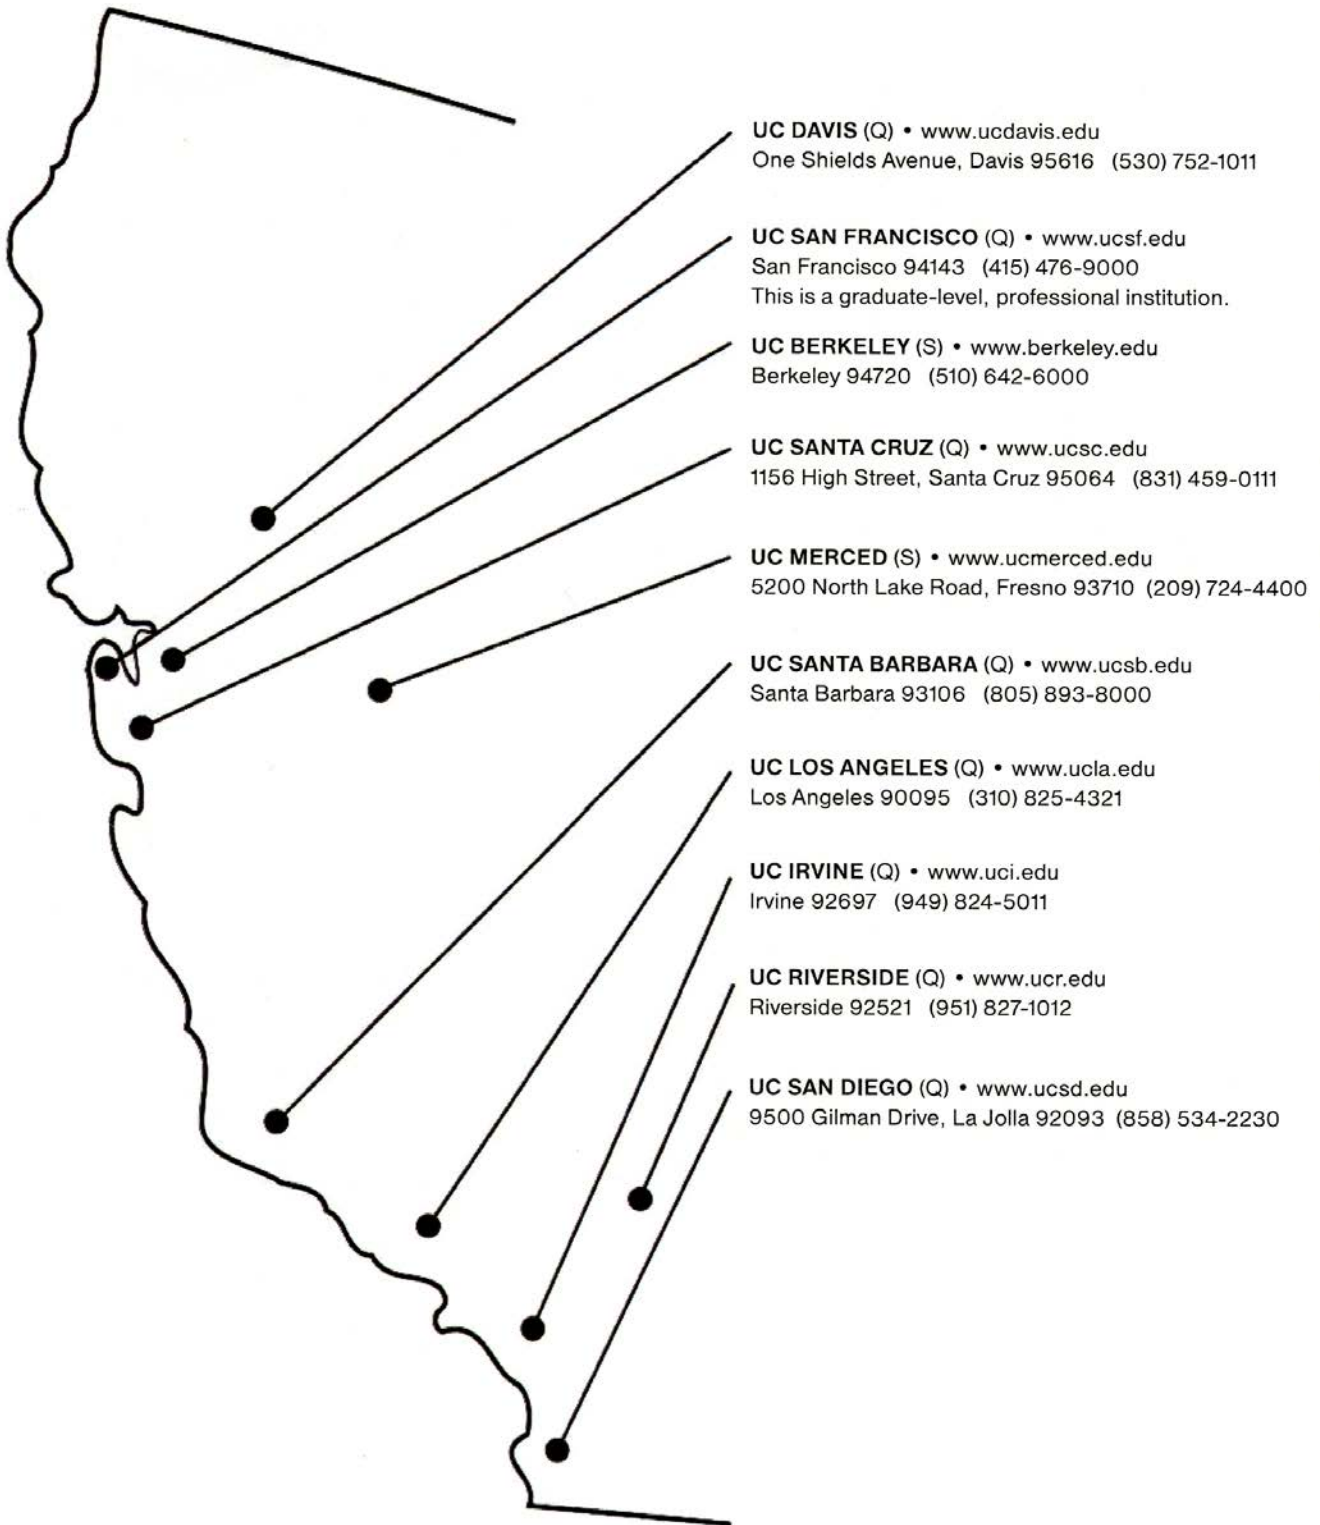 UC DAVIS (Q) • www.ucdavis.edu
One Shields Avenue, Davis 95616 (530) 752-1011
UC SAN FRANCISCO (Q) • www.ucsf.edu
San Francisco 94143 (415) 476-9000
This is a graduate-level, professional institution.
UC BERKELEY (S) • www.berkeley.edu
Berkeley 94720 (510) 642-6000
UC SANTA CRUZ (Q) • www.ucsc.edu
1156 High Street, Santa Cruz 95064 (831) 459-0111
UC MERCED (S) • www.ucmerced.edu
5200 North Lake Road, Fresno 93710 (209) 724-4400
UC SANTA BARBARA (Q) • www.ucsb.edu
Santa Barbara 93106 (805) 893-8000
UC LOS ANGELES (Q) • www.ucla.edu
Los Angeles 90095 (310) 825-4321
UC IRVINE (Q) • www.uci.edu
Irvine 92697 (949) 824-5011
UC RIVERSIDE (Q) • www.ucr.edu
Riverside 92521 (951) 827-1012
UC SAN DIEGO (Q) • www.ucsd.edu
9500 Gilman Drive, La Jolla 92093 (858) 534-2230